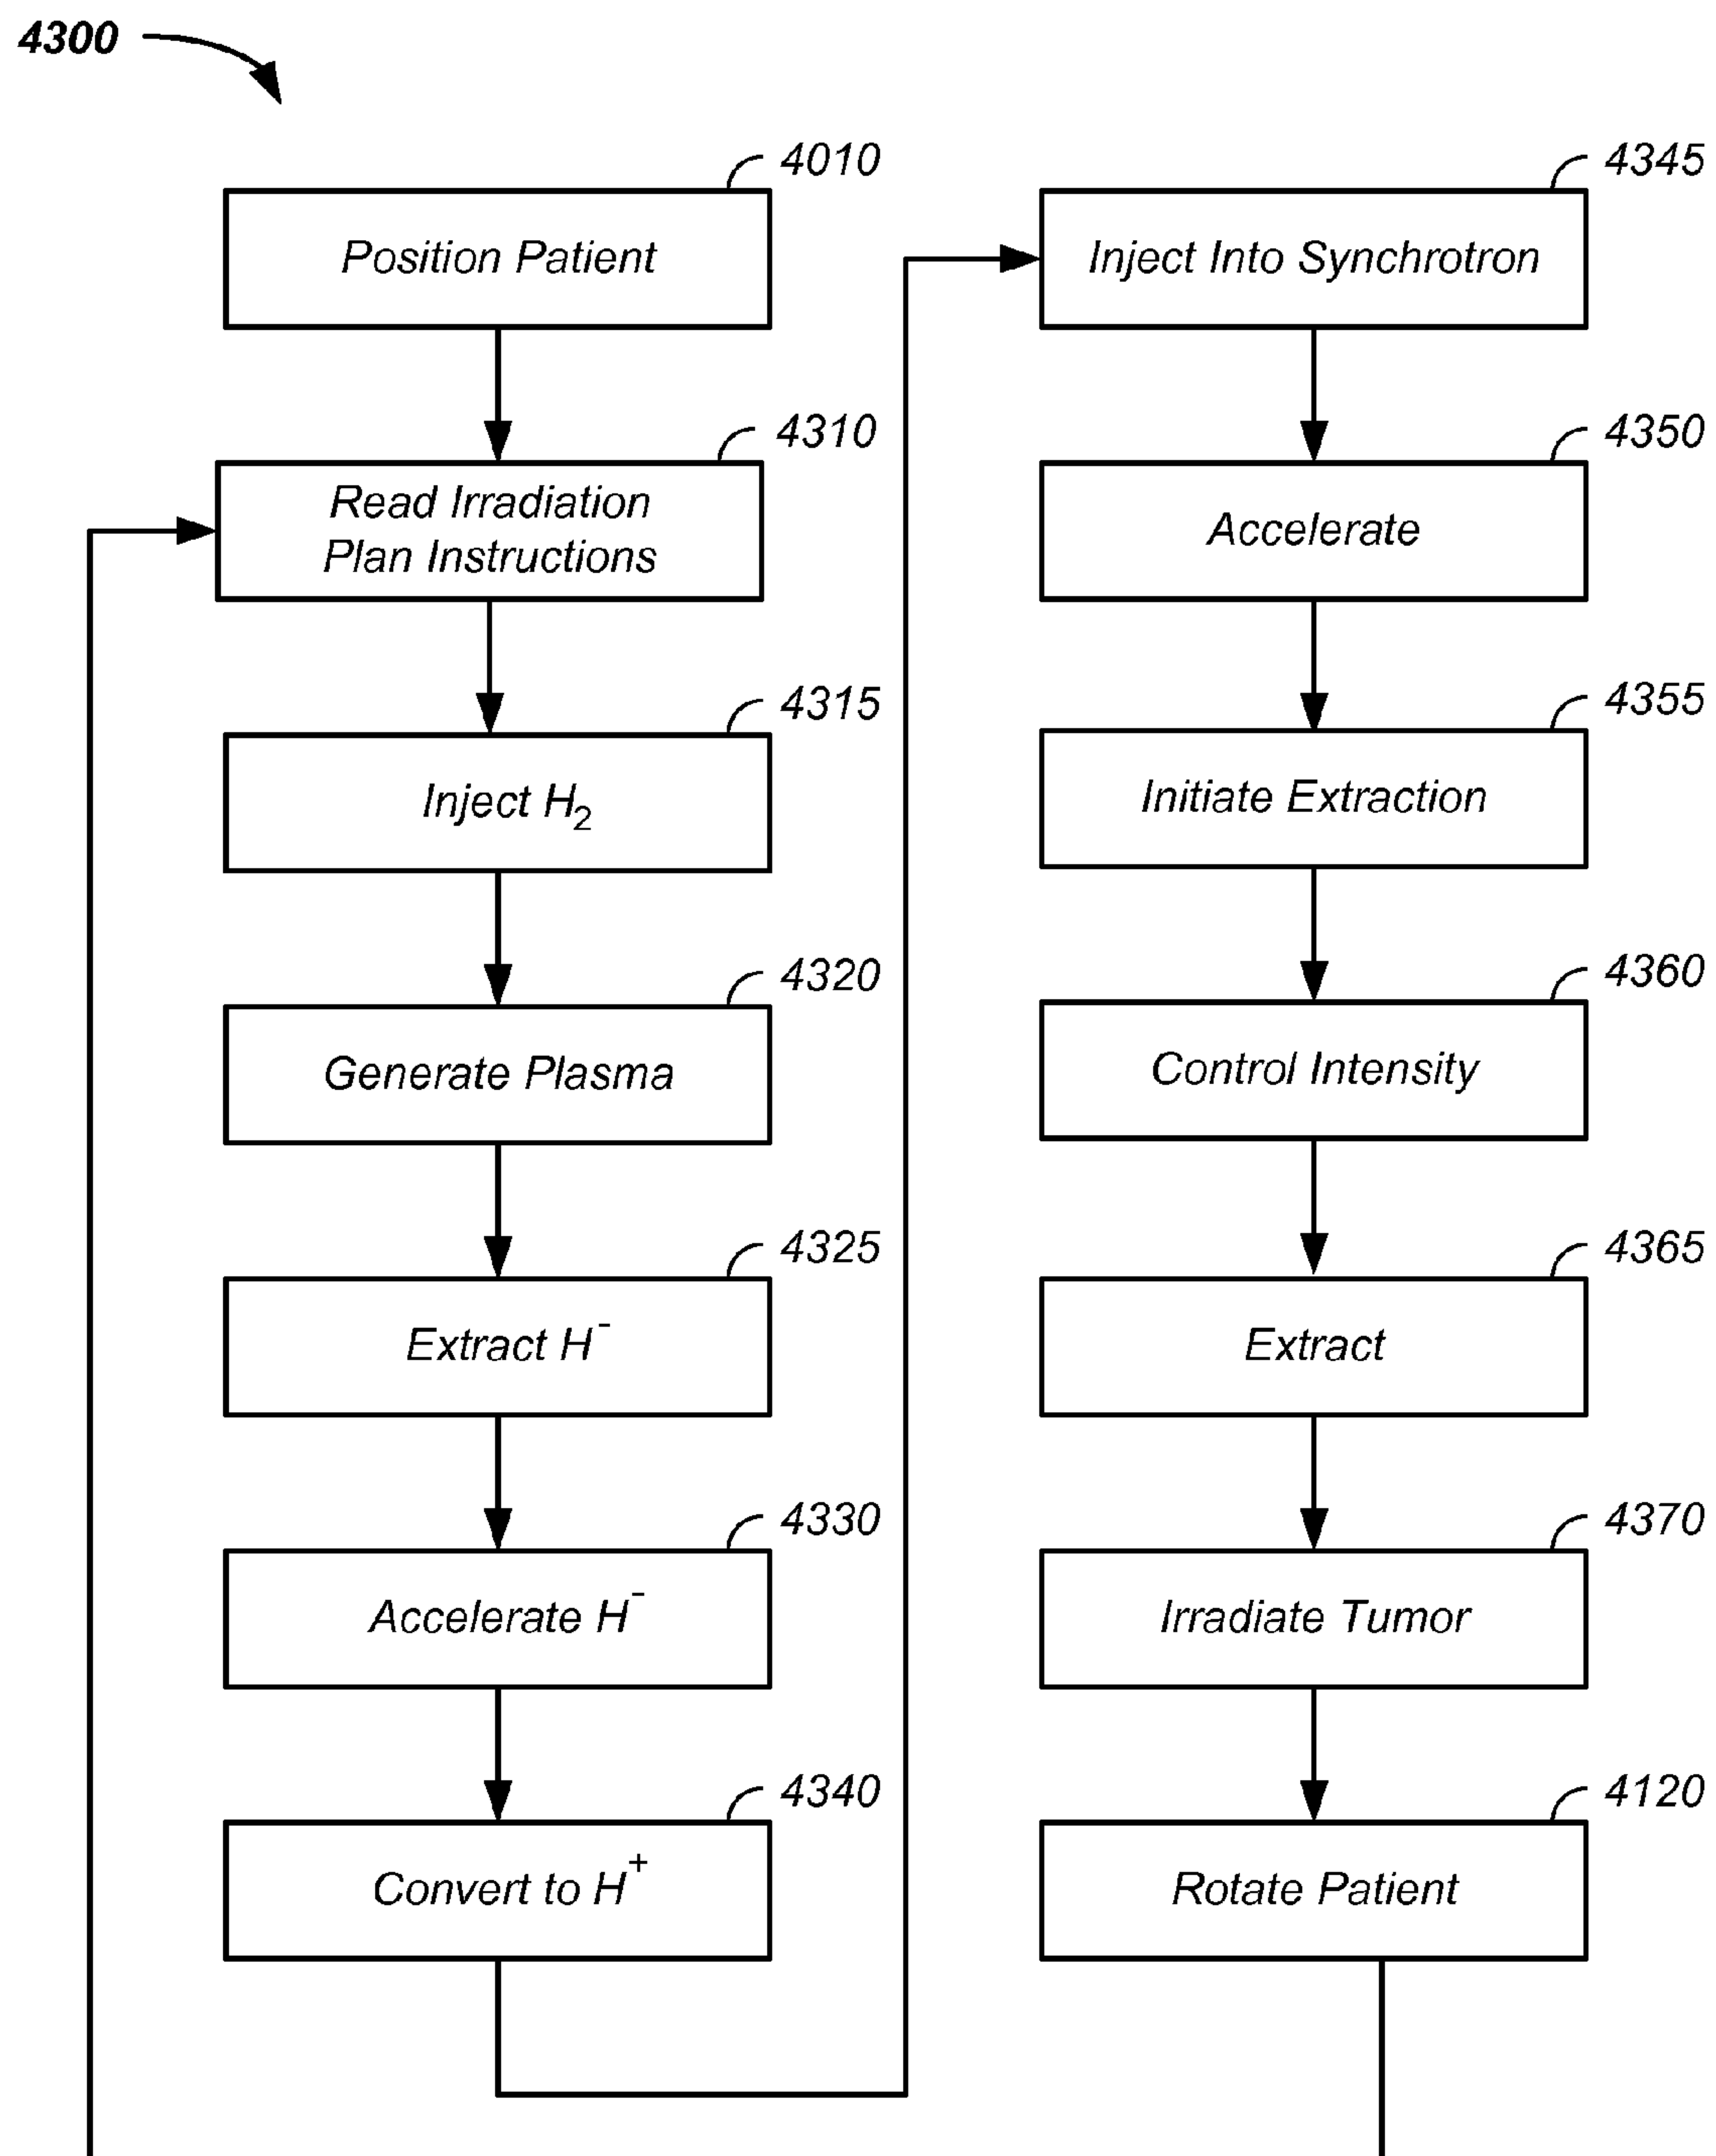 4300
4010
Position Patient
4310
Read Irradiation
Plan Instructions
4315
Inject H₂
4320
Generate Plasma
4325
Extract H⁻
4330
Accelerate H⁻
4340
Convert to H⁺
4345
Inject Into Synchrotron
4350
Accelerate
4355
Initiate Extraction
4360
Control Intensity
4365
Extract
4370
Irradiate Tumor
4120
Rotate Patient